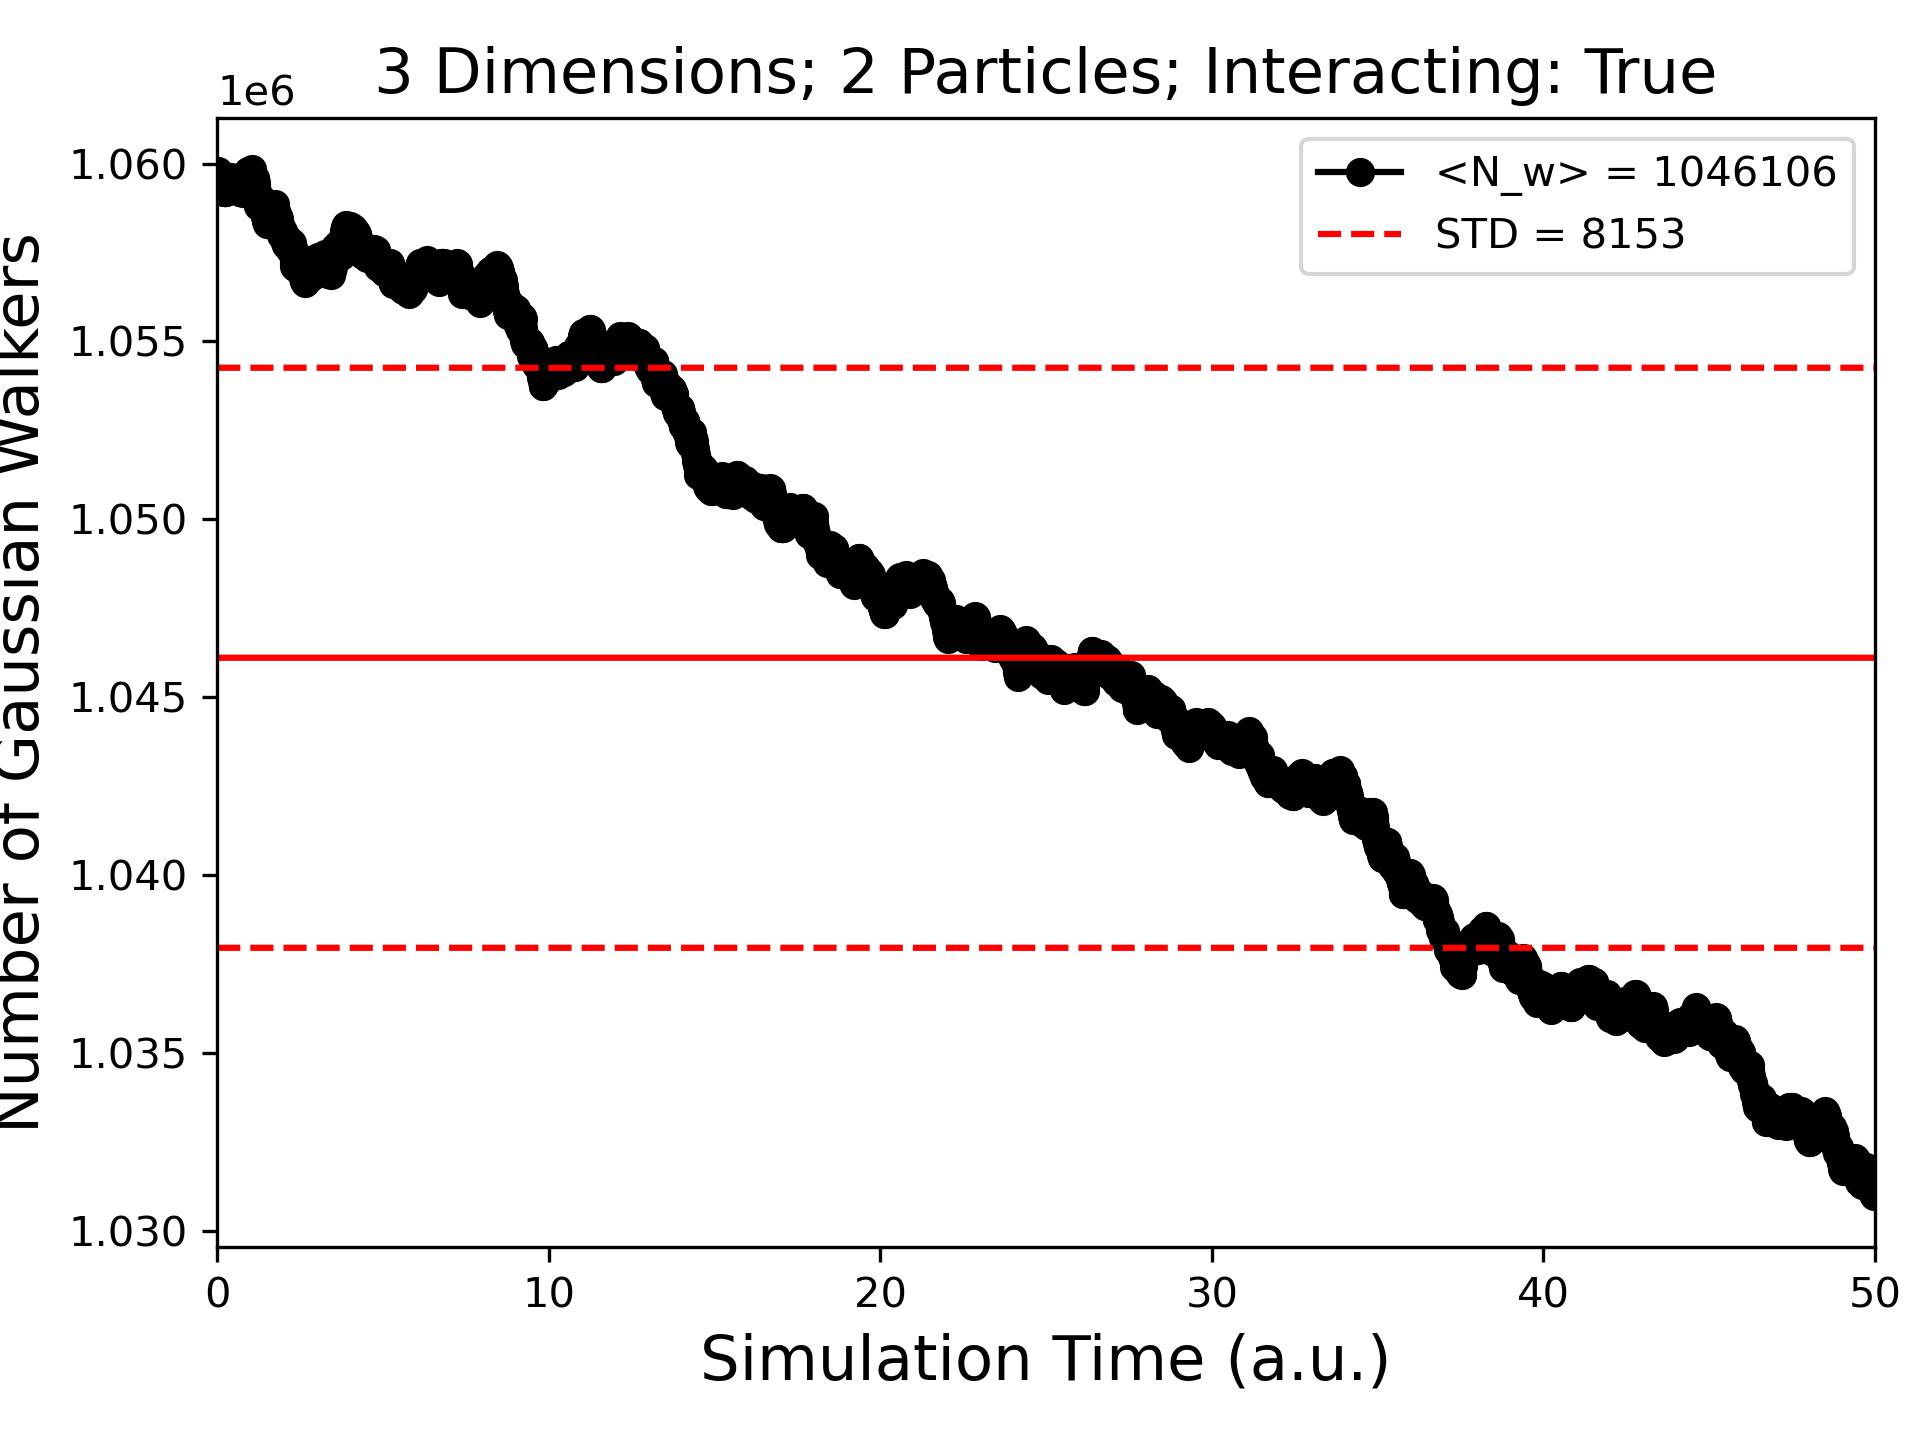 3 Dimensions; 2 Particles; Interacting: True
1e6
<N_w> = 1046106
STD = 8153
Number of Gaussian Walkers
1.060
1.055
1.050
1.045
1.040
1.035
1.030
0 10 20 30 40 50
Simulation Time (a.u.)